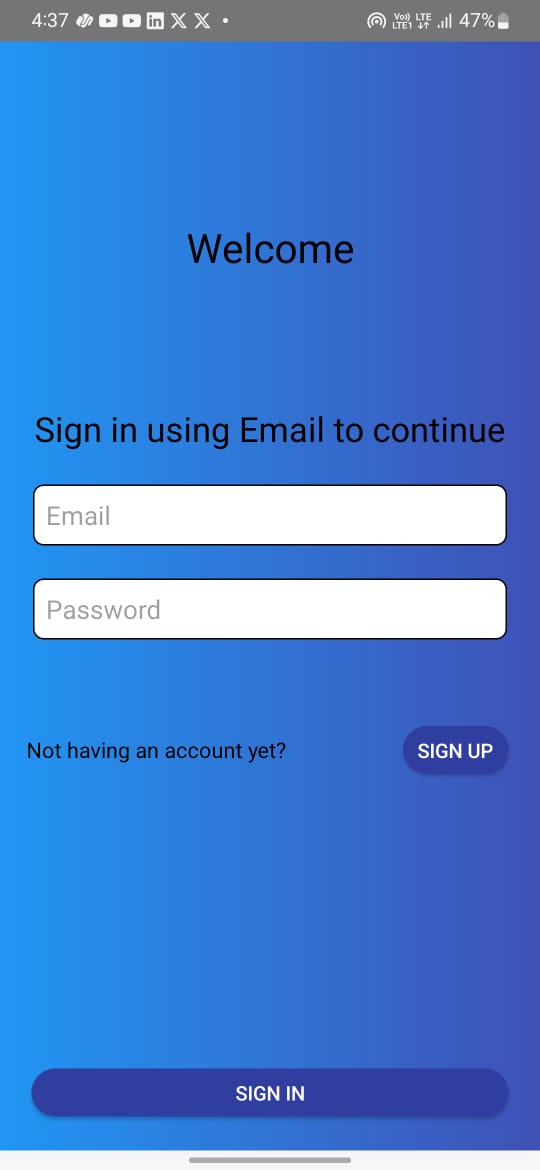 4:37 47%
Vo)) LTE
LTE1
Welcome
Sign in using Email to continue
Email
Password
Not having an account yet? SIGN UP
SIGN IN